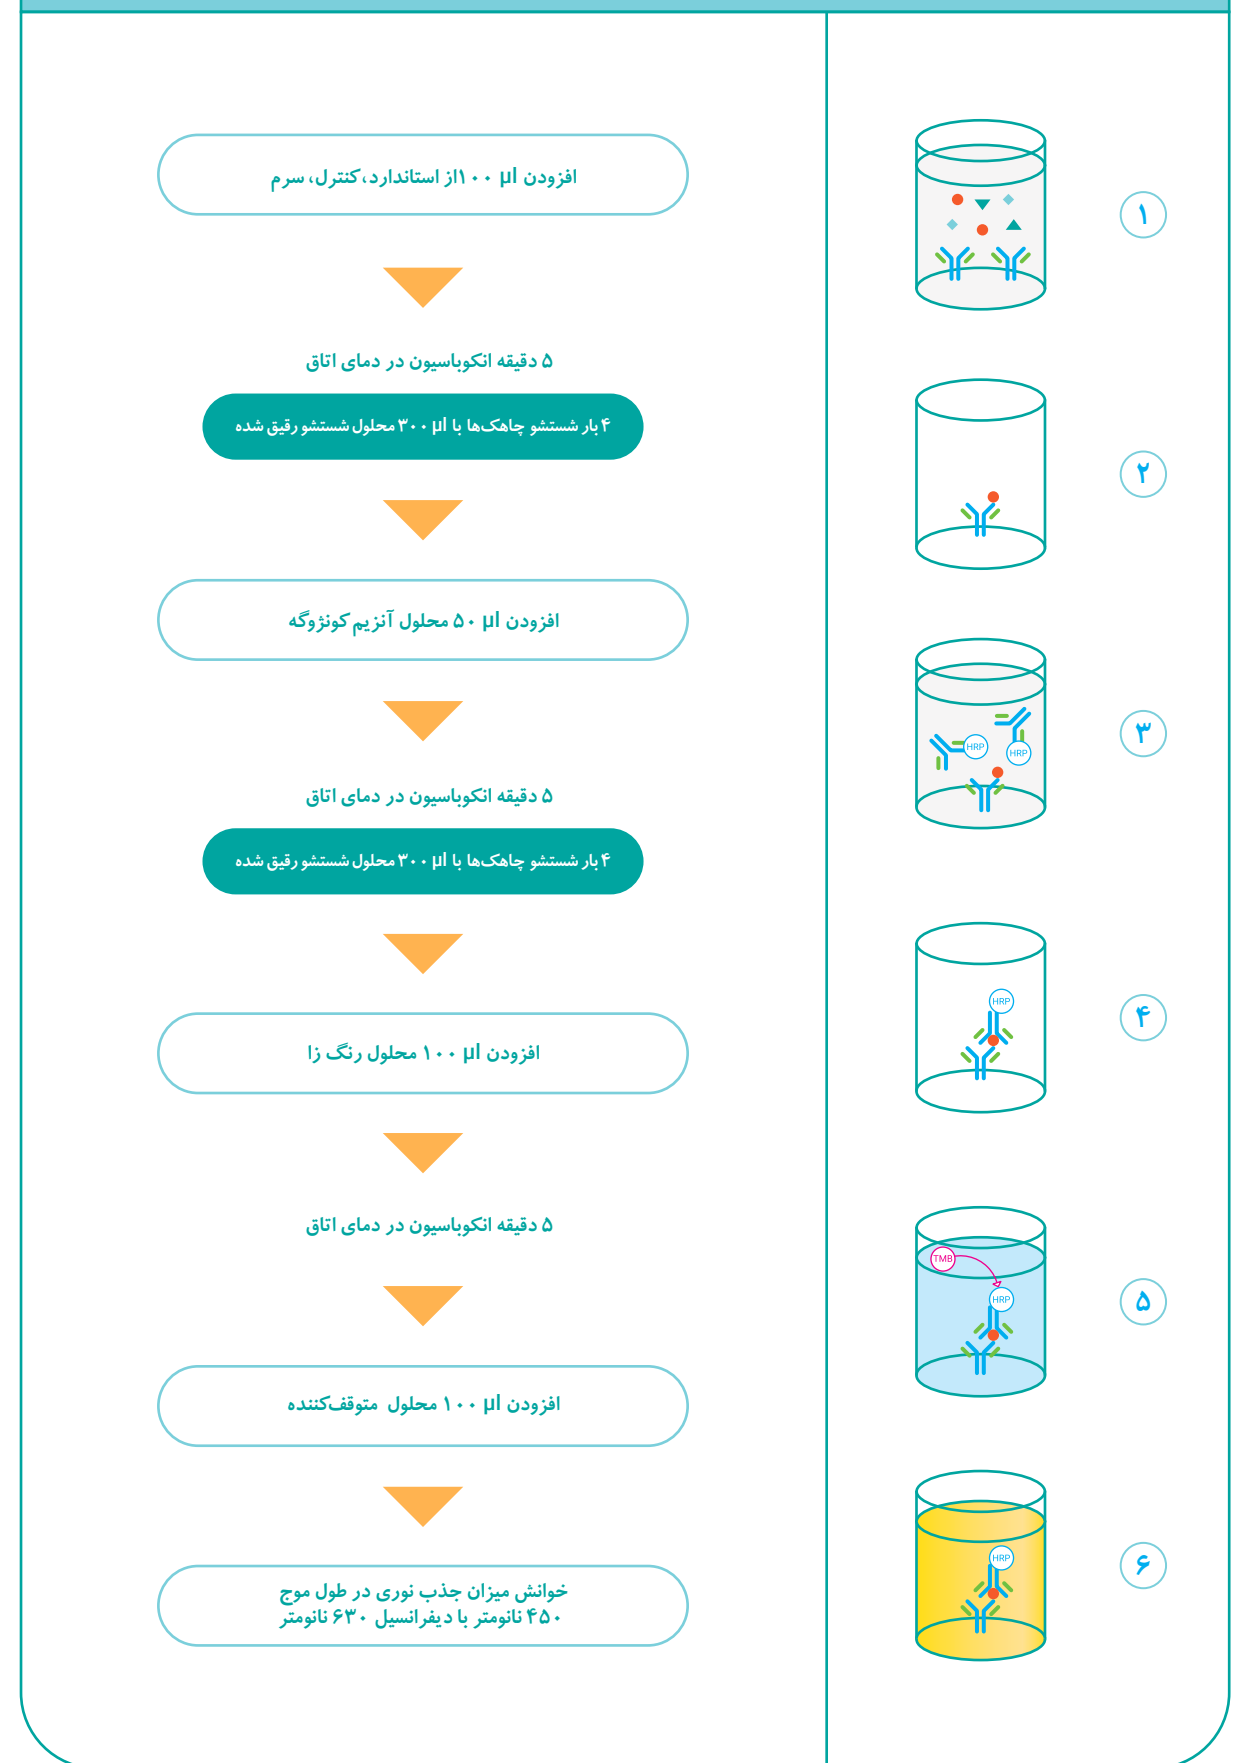 افزودن ۱۰۰ µl از استاندارد، کنترل، سرم
۵ دقیقه انکوباسیون در دمای اتاق
۴ بار شستشو چاهک‌ها با ۳۰۰ µl محلول شستشو رقیق شده
افزودن ۵۰ µl محلول آنزیم کونژوگه
۵ دقیقه انکوباسیون در دمای اتاق
۴ بار شستشو چاهک‌ها با ۳۰۰ µl محلول شستشو رقیق شده
افزودن ۱۰۰ µl محلول رنگ زا
۵ دقیقه انکوباسیون در دمای اتاق
افزودن ۱۰۰ µl محلول متوقف‌کننده
خوانش میزان جذب نوری در طول موج
۴۵۰ نانومتر با دیفرانسیل ۶۳۰ نانومتر
۱
۲
۳
HRP
HRP
۴
HRP
۵
TMB
HRP
۶
HRP